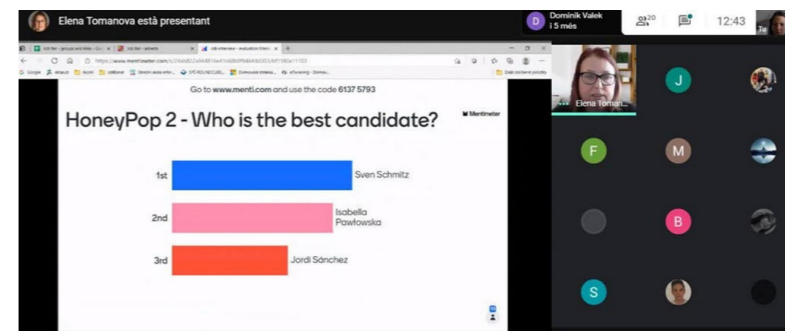 Elena Tomanova està presentant
Dominik Valek
i 5 més
20
12:43
Tu
Go to www.menti.com and use the code 6137 5793
HoneyPop 2 - Who is the best candidate?
Mentimeter
1st
Sven Schmitz
2nd
Isabella
Pawłowska
3rd
Jordi Sánchez
Elena Toman...
D
J
F
M
B
S